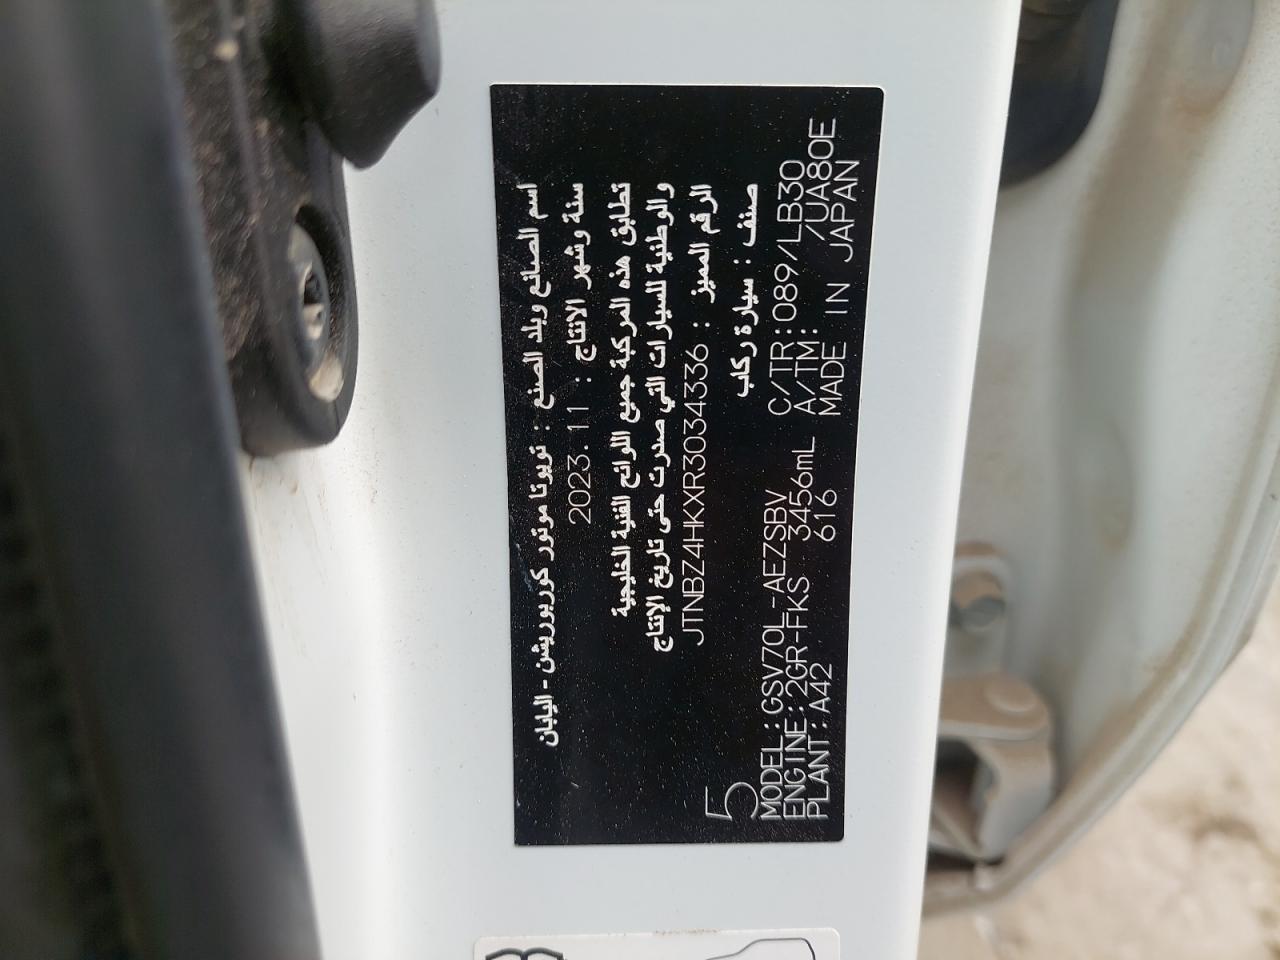 اسم الصانع وبلد الصنع : تويوتا موتور كوربوريشن - اليابان
سنة وشهر الانتاج : 2023.11
تطابق هذه المركبة جميع اللوائح الفنية الخليجية
والوطنية للسيارات التي صدرت حتى تاريخ الإنتاج
الرقم المميز : JTNBZ4HKXR3034336
صنف : سيارة ركاب
5
MODEL:GSV70L-AEZSBV C/TR:089/LB30
ENGINE:2GR-FKS 3456mL A/TM: /UA80E
PLANT:A42 616 MADE IN JAPAN